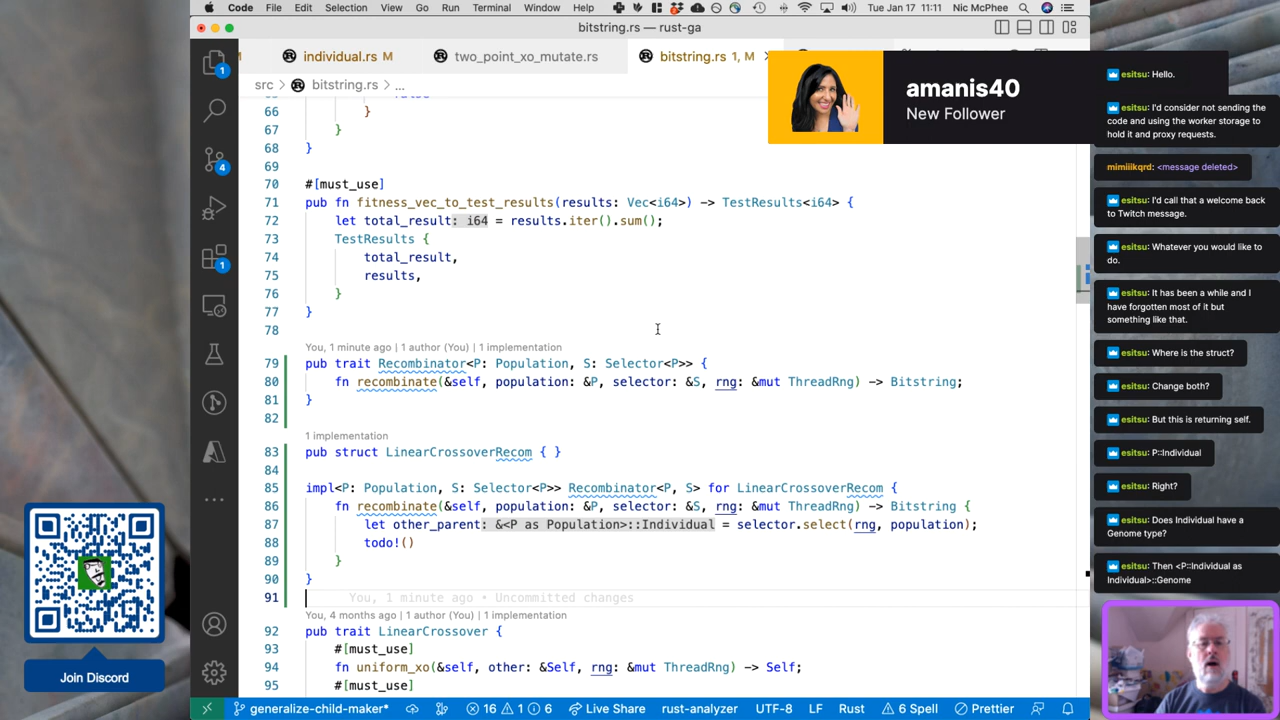 Code File Edit Selection View Go Run Terminal Window Help
Tue Jan 17 11:11 Nic McPhee
bitstring.rs — rust-ga
individual.rs M
two_point_xo_mutate.rs
bitstring.rs 1, M
src > bitstring.rs > ...
66 }
67 }
68 }
69
70 #[must_use]
71 pub fn fitness_vec_to_test_results(results: Vec<i64>) -> TestResults<i64> {
72 let total_result: i64 = results.iter().sum();
73 TestResults {
74 total_result,
75 results,
76 }
77 }
78
You, 1 minute ago | 1 author (You) | 1 implementation
79 pub trait Recombinator<P: Population, S: Selector<P>> {
80 fn recombinate(&self, population: &P, selector: &S, rng: &mut ThreadRng) -> Bitstring;
81 }
82
1 implementation
83 pub struct LinearCrossoverRecom { }
84
85 impl<P: Population, S: Selector<P>> Recombinator<P, S> for LinearCrossoverRecom {
86 fn recombinate(&self, population: &P, selector: &S, rng: &mut ThreadRng) -> Bitstring {
87 let other_parent: &<P as Population>::Individual = selector.select(rng, population);
88 todo!()
89 }
90 }
91 You, 1 minute ago • Uncommitted changes
You, 4 months ago | 1 author (You) | 1 implementation
92 pub trait LinearCrossover {
93 #[must_use]
94 fn uniform_xo(&self, other: &Self, rng: &mut ThreadRng) -> Self;
95 #[must_use]
1
4
1
generalize-child-maker* 16 1 6 Live Share rust-analyzer UTF-8 LF Rust 6 Spell Prettier
Join Discord
amanis40
New Follower
esitsu: Hello.
esitsu: I'd consider not sending the
code and using the worker storage to
hold it and proxy requests.
mimiiikqrd: <message deleted>
esitsu: I'd call that a welcome back
to Twitch message.
esitsu: Whatever you would like to
do.
esitsu: It has been a while and I
have forgotten most of it but
something like that.
esitsu: Where is the struct?
esitsu: Change both?
esitsu: But this is returning self.
esitsu: P::Individual
esitsu: Right?
esitsu: Does Individual have a
Genome type?
esitsu: Then <P::Individual as
Individual>::Genome